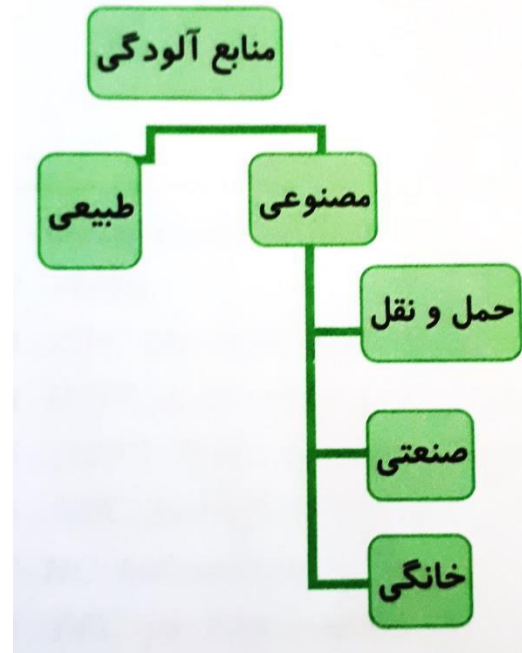 منابع آلودگی
مصنوعی
طبیعی
حمل و نقل
صنعتی
خانگی